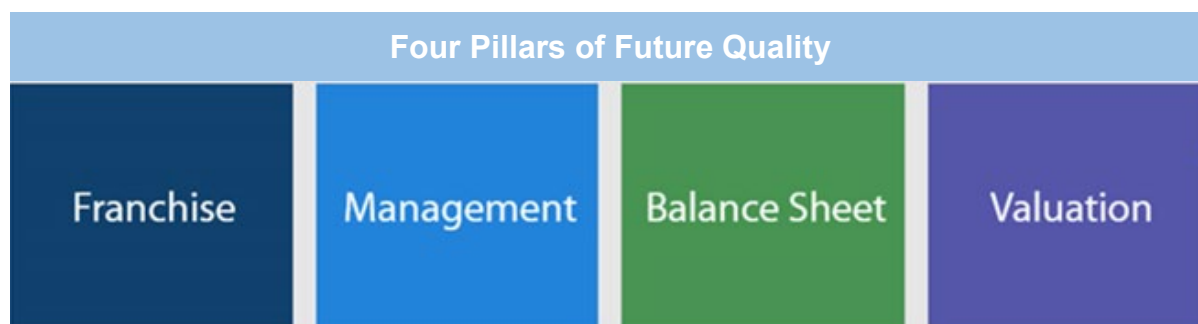 Four Pillars of Future Quality
Franchise
Management
Balance Sheet
Valuation